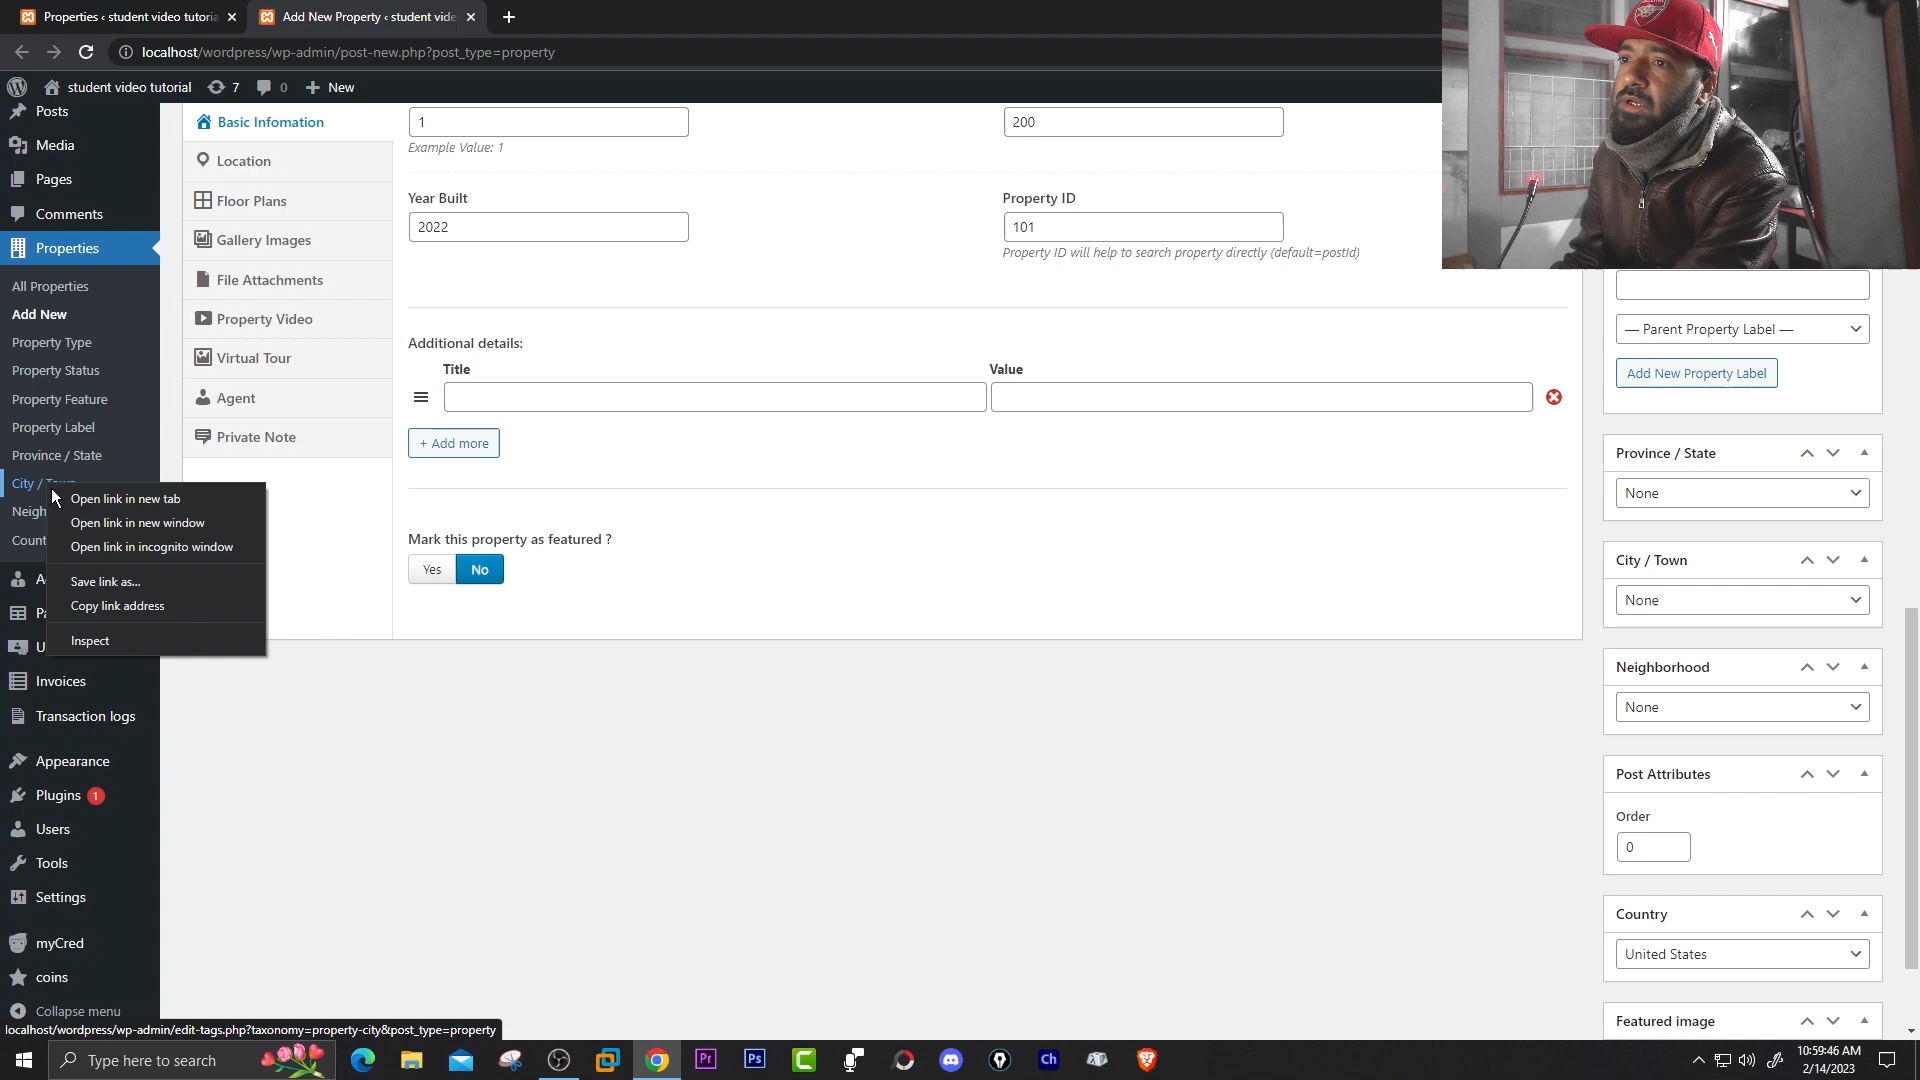 Properties ‹ student video tutoria
Add New Property ‹ student vide
localhost/wordpress/wp-admin/post-new.php?post_type=property
student video tutorial
7
0
New
Posts
Media
Pages
Comments
Properties
All Properties
Add New
Property Type
Property Status
Property Feature
Property Label
Province / State
City / Town
Neigh
Count
Open link in new tab
Open link in new window
Open link in incognito window
Save link as...
Copy link address
Inspect
Invoices
Transaction logs
Appearance
Plugins 1
Users
Tools
Settings
myCred
coins
Collapse menu
localhost/wordpress/wp-admin/edit-tags.php?taxonomy=property-city&post_type=property
Basic Infomation
Location
Floor Plans
Gallery Images
File Attachments
Property Video
Virtual Tour
Agent
Private Note
1
200
Example Value: 1
Year Built
Property ID
2022
101
Property ID will help to search property directly (default=postId)
Additional details:
Title
Value
+ Add more
Mark this property as featured ?
Yes
No
— Parent Property Label —
Add New Property Label
Province / State
None
City / Town
None
Neighborhood
None
Post Attributes
Order
0
Country
United States
Featured image
Type here to search
Pr
Ps
C
Ch
10:59:46 AM
2/14/2023